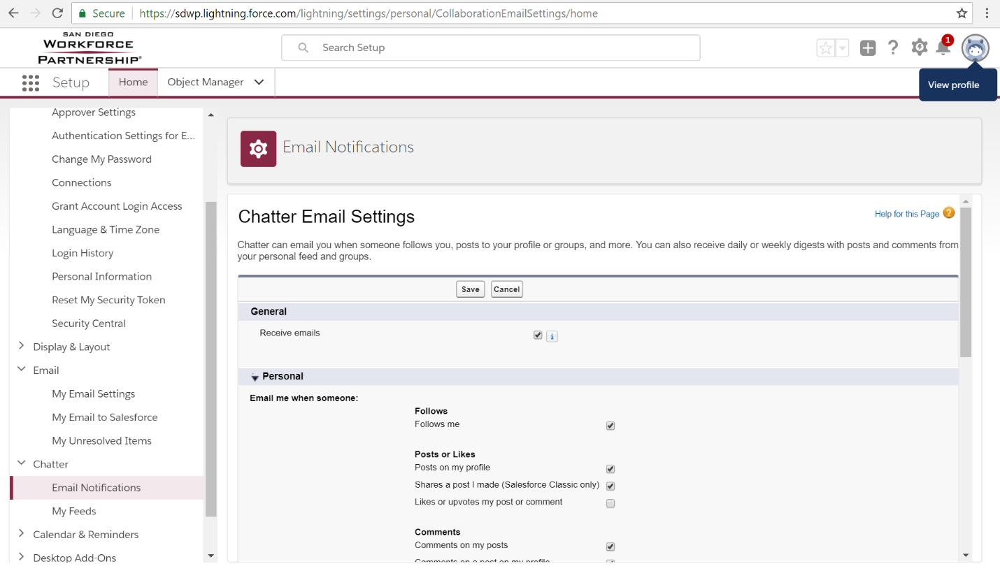 Secure
https://sdwp.lightning.force.com/lightning/settings/personal/CollaborationEmailSettings/home
SAN DIEGO
WORKFORCE
PARTNERSHIP®
Search Setup
1
Setup
Home
Object Manager
View profile
Approver Settings
Authentication Settings for E...
Change My Password
Connections
Grant Account Login Access
Language & Time Zone
Login History
Personal Information
Reset My Security Token
Security Central
Display & Layout
Email
My Email Settings
My Email to Salesforce
My Unresolved Items
Chatter
Email Notifications
My Feeds
Calendar & Reminders
Desktop Add-Ons
Email Notifications
Chatter Email Settings
Help for this Page ?
Chatter can email you when someone follows you, posts to your profile or groups, and more. You can also receive daily or weekly digests with posts and comments from
your personal feed and groups.
Save Cancel
General
Receive emails
i
Personal
Email me when someone:
Follows
Follows me
Posts or Likes
Posts on my profile
Shares a post I made (Salesforce Classic only)
Likes or upvotes my post or comment
Comments
Comments on my posts
Comments on a post on my profile